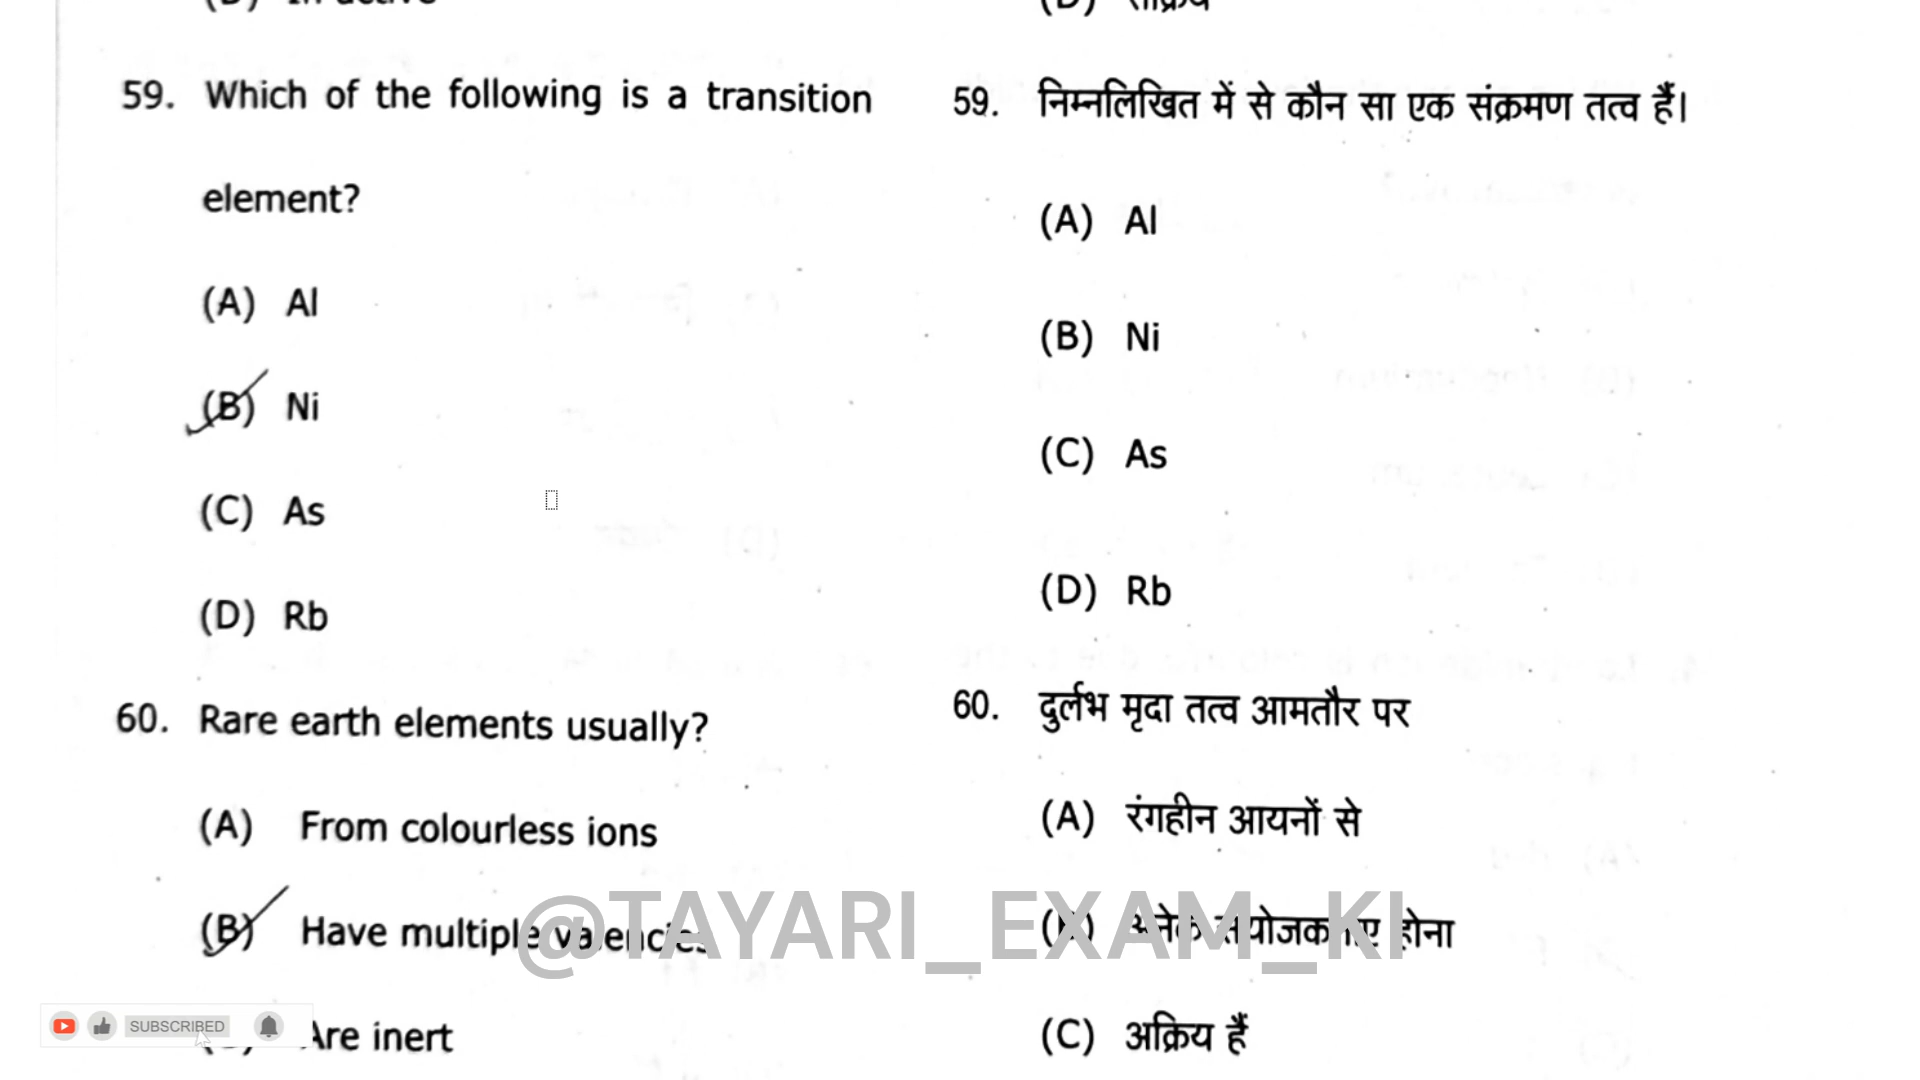 59. Which of the following is a transition
element?
(A) Al
(B) Ni
(C) As
(D) Rb
60. Rare earth elements usually?
(A) From colourless ions
(B) Have multiple valencies
Are inert
59. निम्नलिखित में से कौन सा एक संक्रमण तत्व हैं।
(A) Al
(B) Ni
(C) As
(D) Rb
60. दुर्लभ मृदा तत्व आमतौर पर
(A) रंगहीन आयनों से
होना
(C) अक्रिय हैं
@TAYARI_EXAM_KI
SUBSCRIBED